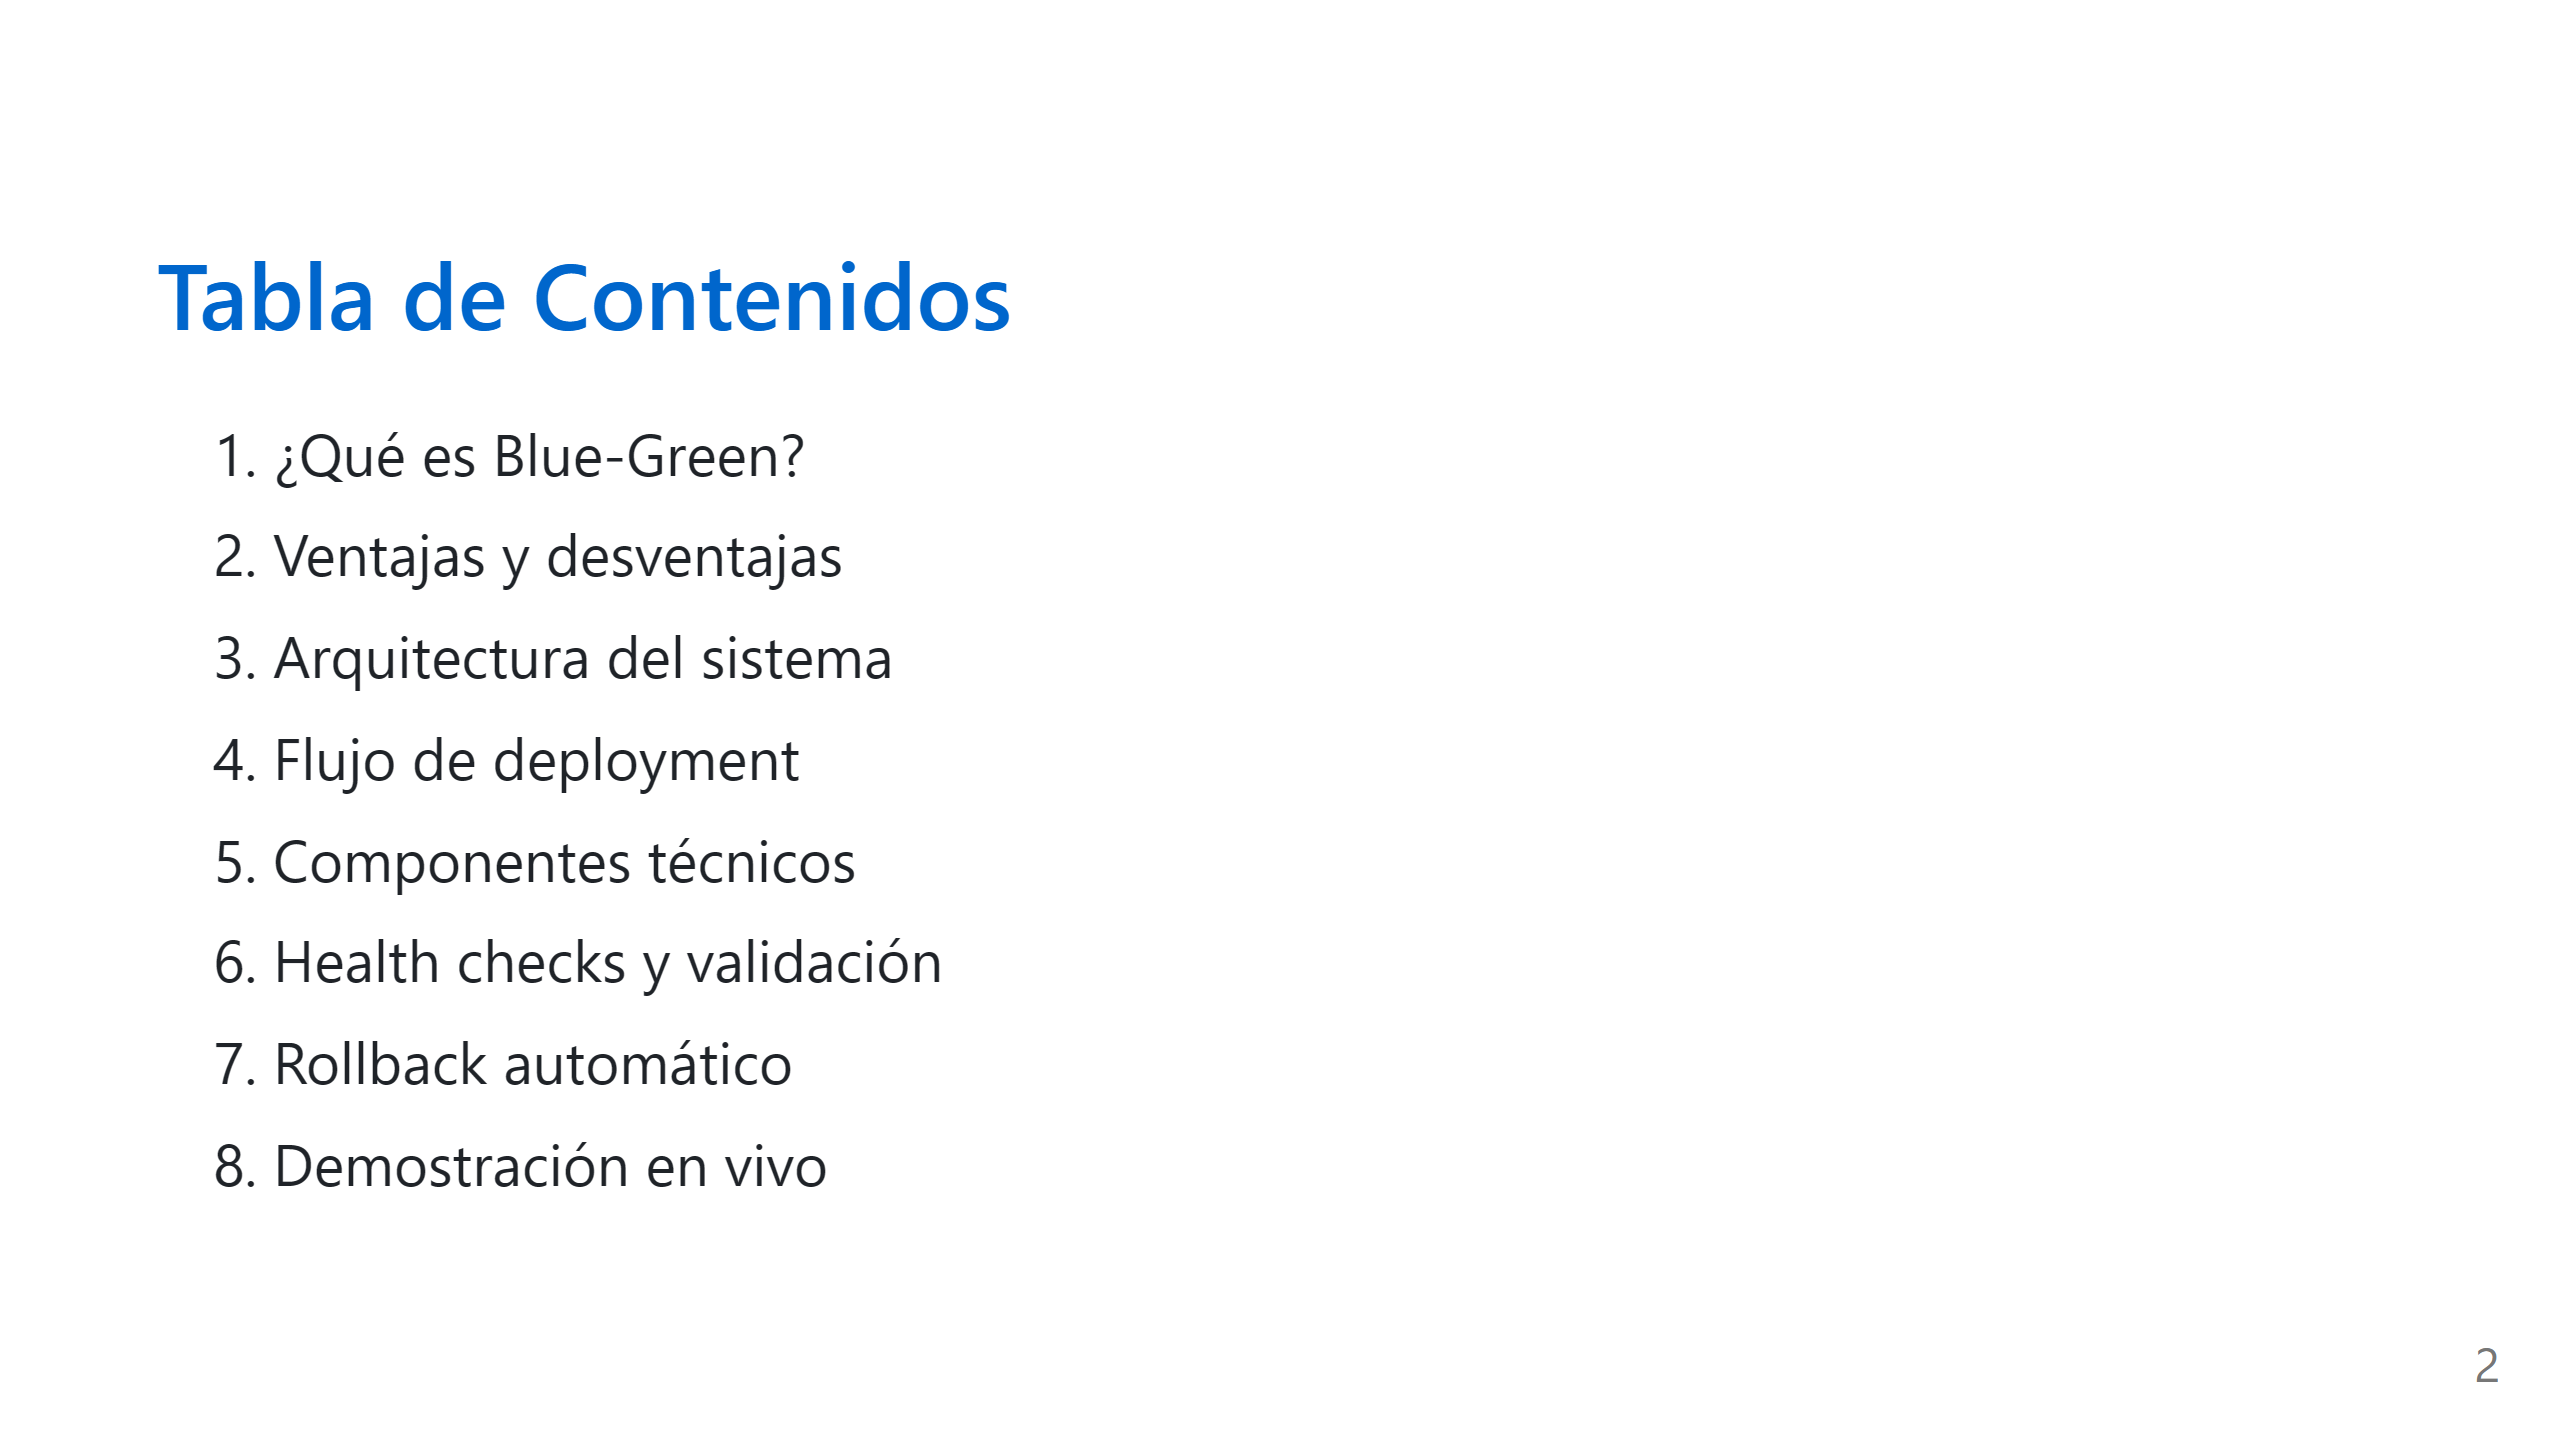 Tabla de Contenidos
1. ¿Qué es Blue-Green?
2. Ventajas y desventajas
3. Arquitectura del sistema
4. Flujo de deployment
5. Componentes técnicos
6. Health checks y validación
7. Rollback automático
8. Demostración en vivo
2